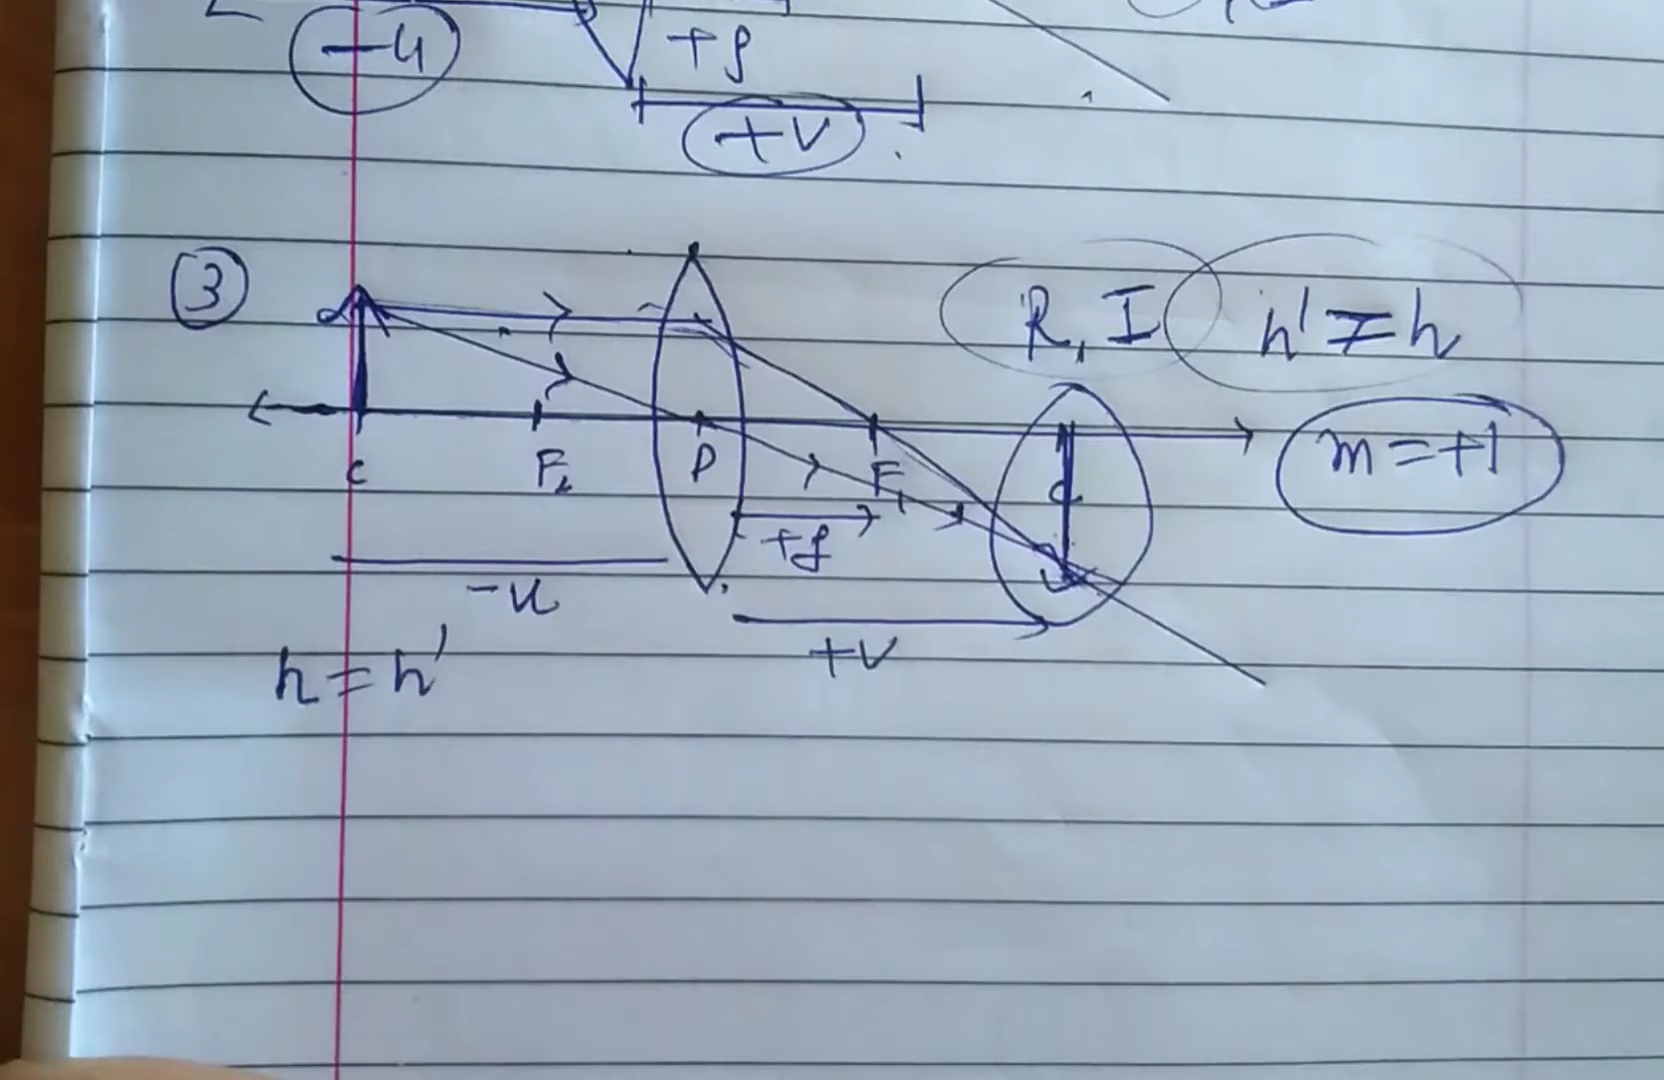 -u
+f
+v
3
R, I
h' ≠ h
m = +1
C
F₂
P
F₁
C
+f
-u
+v
h = h'